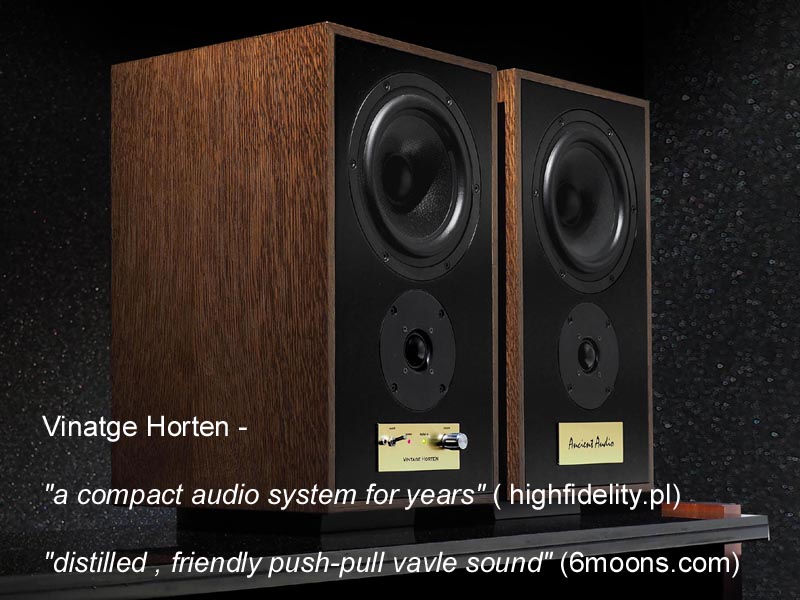 Ancient Audio
VINTAGE HORTEN
Vinatge Horten -
"a compact audio system for years" ( highfidelity.pl)
"distilled , friendly push-pull vavle sound" (6moons.com)